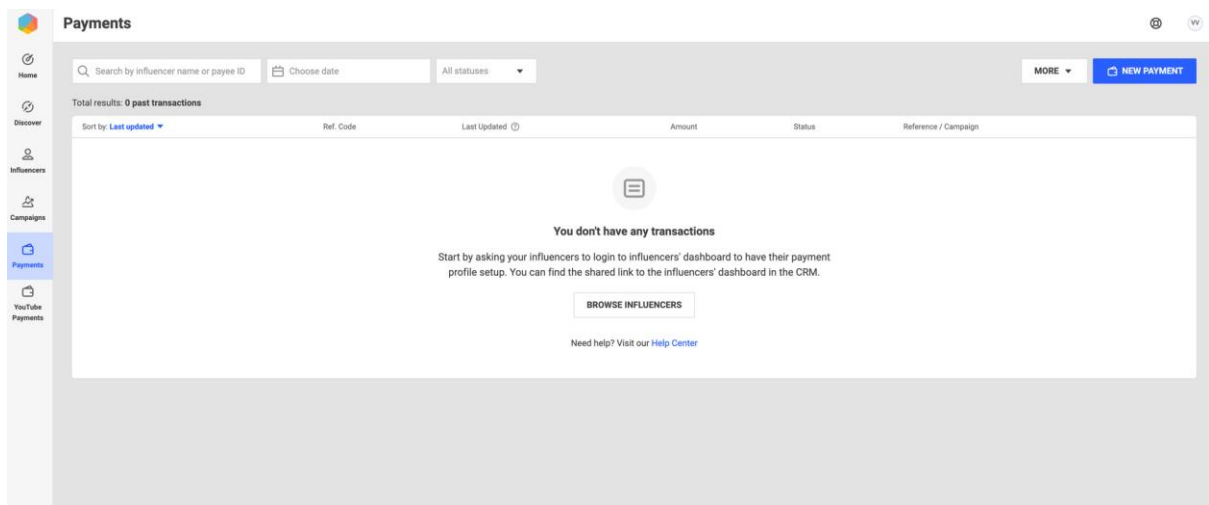 Payments
VV
Home
Discover
Influencers
Campaigns
Payments
YouTube
Payments
Search by influencer name or payee ID
Choose date
All statuses
MORE
NEW PAYMENT
Total results: 0 past transactions
Sort by: Last updated Ref. Code Last Updated Amount Status Reference / Campaign
You don't have any transactions
Start by asking your influencers to login to influencers' dashboard to have their payment
profile setup. You can find the shared link to the influencers' dashboard in the CRM.
BROWSE INFLUENCERS
Need help? Visit our Help Center